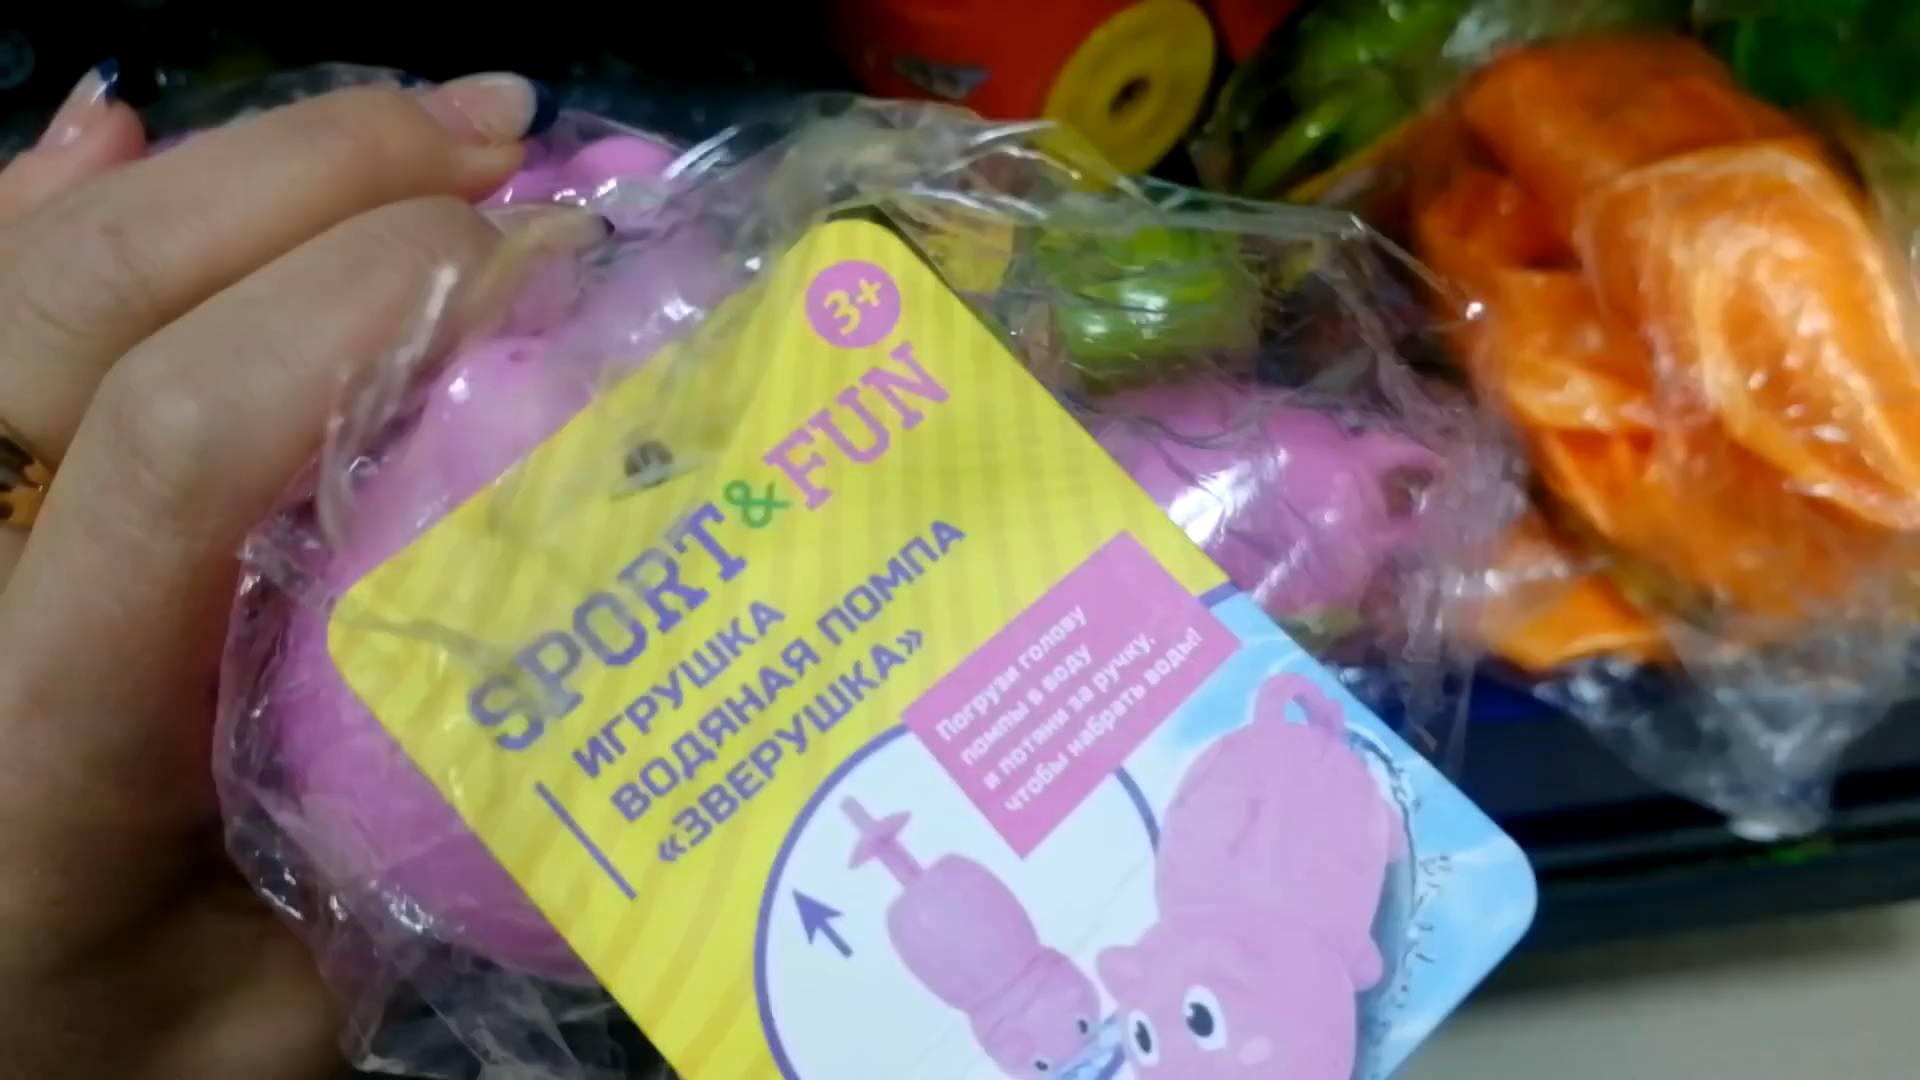 3+
SPORT & FUN
ИГРУШКА
ВОДЯНАЯ ПОМПА
«ЗВЕРУШКА»
Погрузи голову
помпы в воду
и потяни за ручку,
чтобы набрать воды!